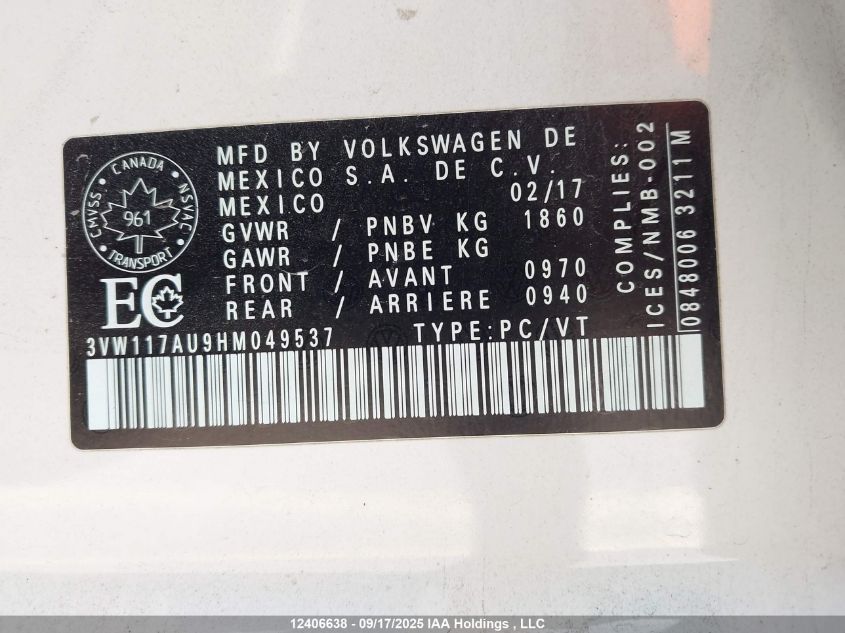 CANADA
CMVSS
NSVAC
961
TRANSPORT
EC
MFD BY VOLKSWAGEN DE
MEXICO S.A. DE C.V.
MEXICO 02/17
GVWR / PNBV KG 1860
GAWR / PNBE KG
FRONT / AVANT 0970
REAR / ARRIERE 0940
3VW117AU9HM049537 TYPE:PC/VT
COMPLIES:
ICES/NMB-002
0848006 3211 M
12406638 - 09/17/2025 IAA Holdings , LLC